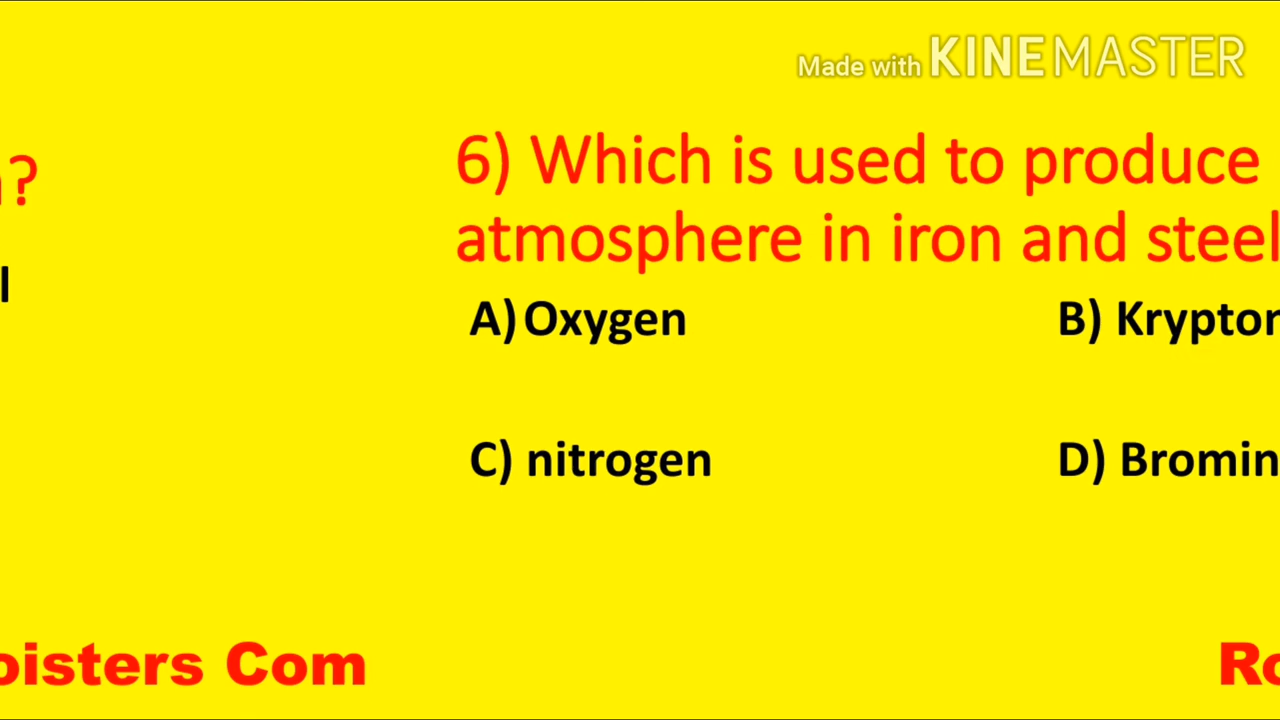 Made with KINEMASTER
?
6) Which is used to produce
atmosphere in iron and steel
l
A) Oxygen
B) Krypton
C) nitrogen
D) Bromin
oisters Com
Ro